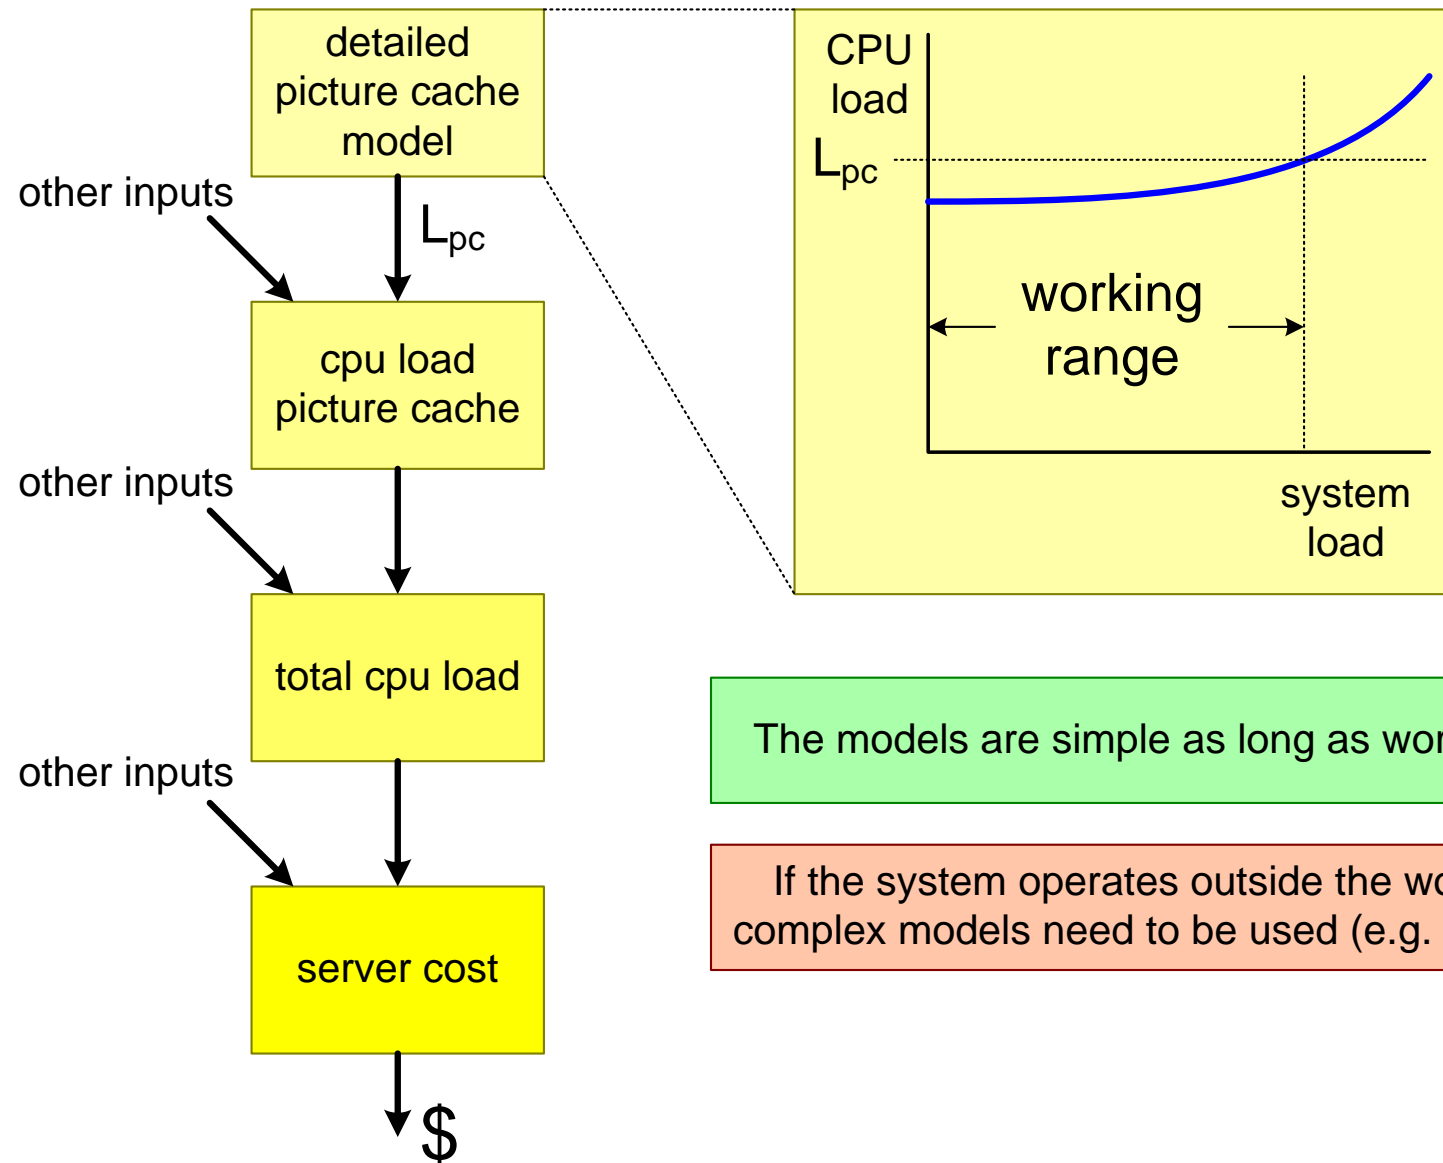 detailed
picture cache
model
other inputs
Lpc
cpu load
picture cache
other inputs
total cpu load
other inputs
server cost
$
CPU
load
Lpc
working
range
system
load
The models are simple as long as
If the system operates outside the
complex models need to be used (e.g.